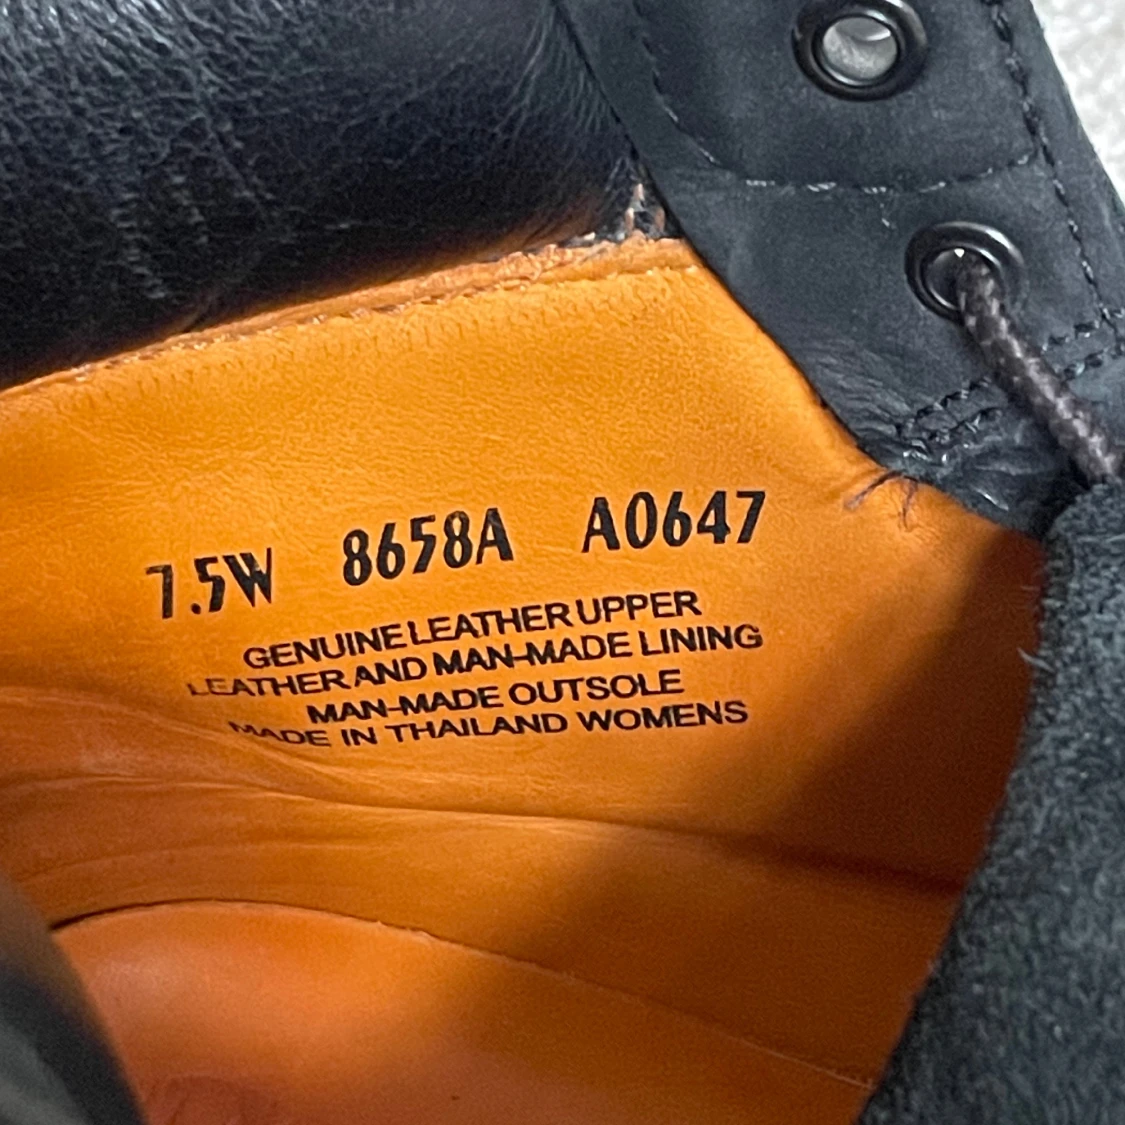 7.5W 8658A A0647
GENUINE LEATHER UPPER
LEATHER AND MAN-MADE LINING
MAN-MADE OUTSOLE
MADE IN THAILAND WOMENS